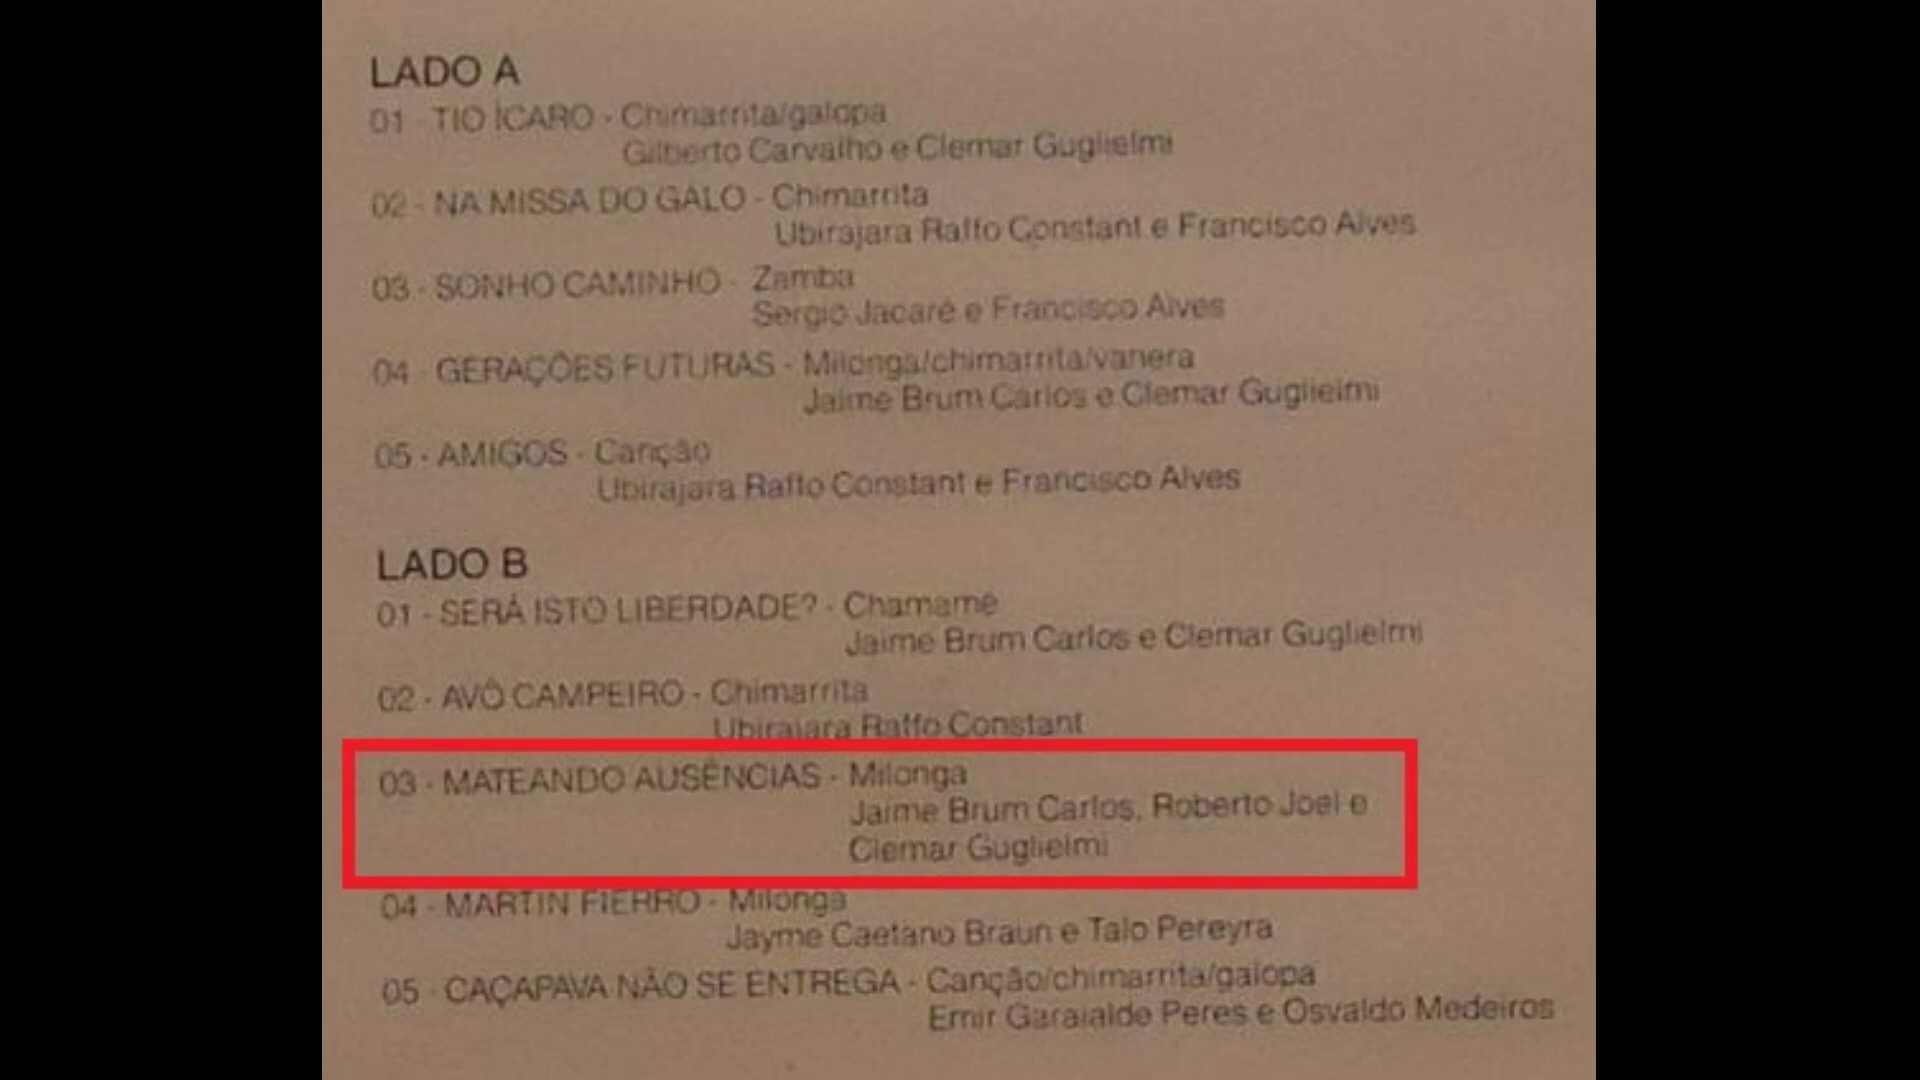 LADO A
01 - TIO ÍCARO - Chimarrita/galopa
Gilberto Carvalho e Clemar Guglielmi
02 - NA MISSA DO GALO - Chimarrita
Ubirajara Raffo Constant e Francisco Alves
03 - SONHO CAMINHO - Zamba
Sergio Jacaré e Francisco Alves
04 - GERAÇÕES FUTURAS - Milonga/chimarrita/vanera
Jaime Brum Carlos e Clemar Guglielmi
05 - AMIGOS - Canção
Ubirajara Raffo Constant e Francisco Alves
LADO B
01 - SERÁ ISTO LIBERDADE? - Chamamé
Jaime Brum Carlos e Clemar Guglielmi
02 - AVÔ CAMPEIRO - Chimarrita
Ubirajara Raffo Constant
03 - MATEANDO AUSÊNCIAS - Milonga
Jaime Brum Carlos, Roberto Joel e
Clemar Guglielmi
04 - MARTIN FIERRO - Milonga
Jayme Caetano Braun e Talo Pereyra
05 - CAÇAPAVA NÃO SE ENTREGA - Canção/chimarrita/galopa
Emir Garaialde Peres e Osvaldo Medeiros